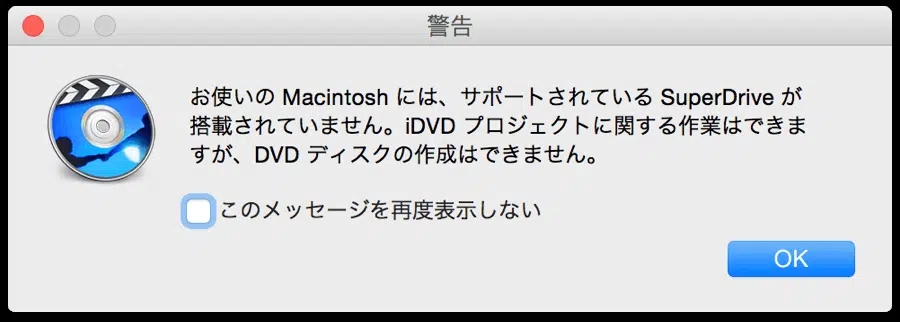 警告
お使いの Macintosh には、サポートされている SuperDrive が
搭載されていません。iDVD プロジェクトに関する作業はできま
すが、DVD ディスクの作成はできません。
このメッセージを再度表示しない
OK